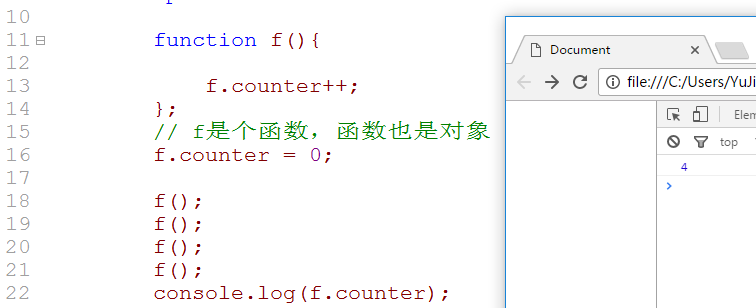 10
11 function f(){
12
13 f.counter++;
14 };
15 // f是个函数，函数也是对象
16 f.counter = 0;
17
18 f();
19 f();
20 f();
21 f();
22 console.log(f.counter);
Document
file:///C:/Users/YuJi
Elem
top
4